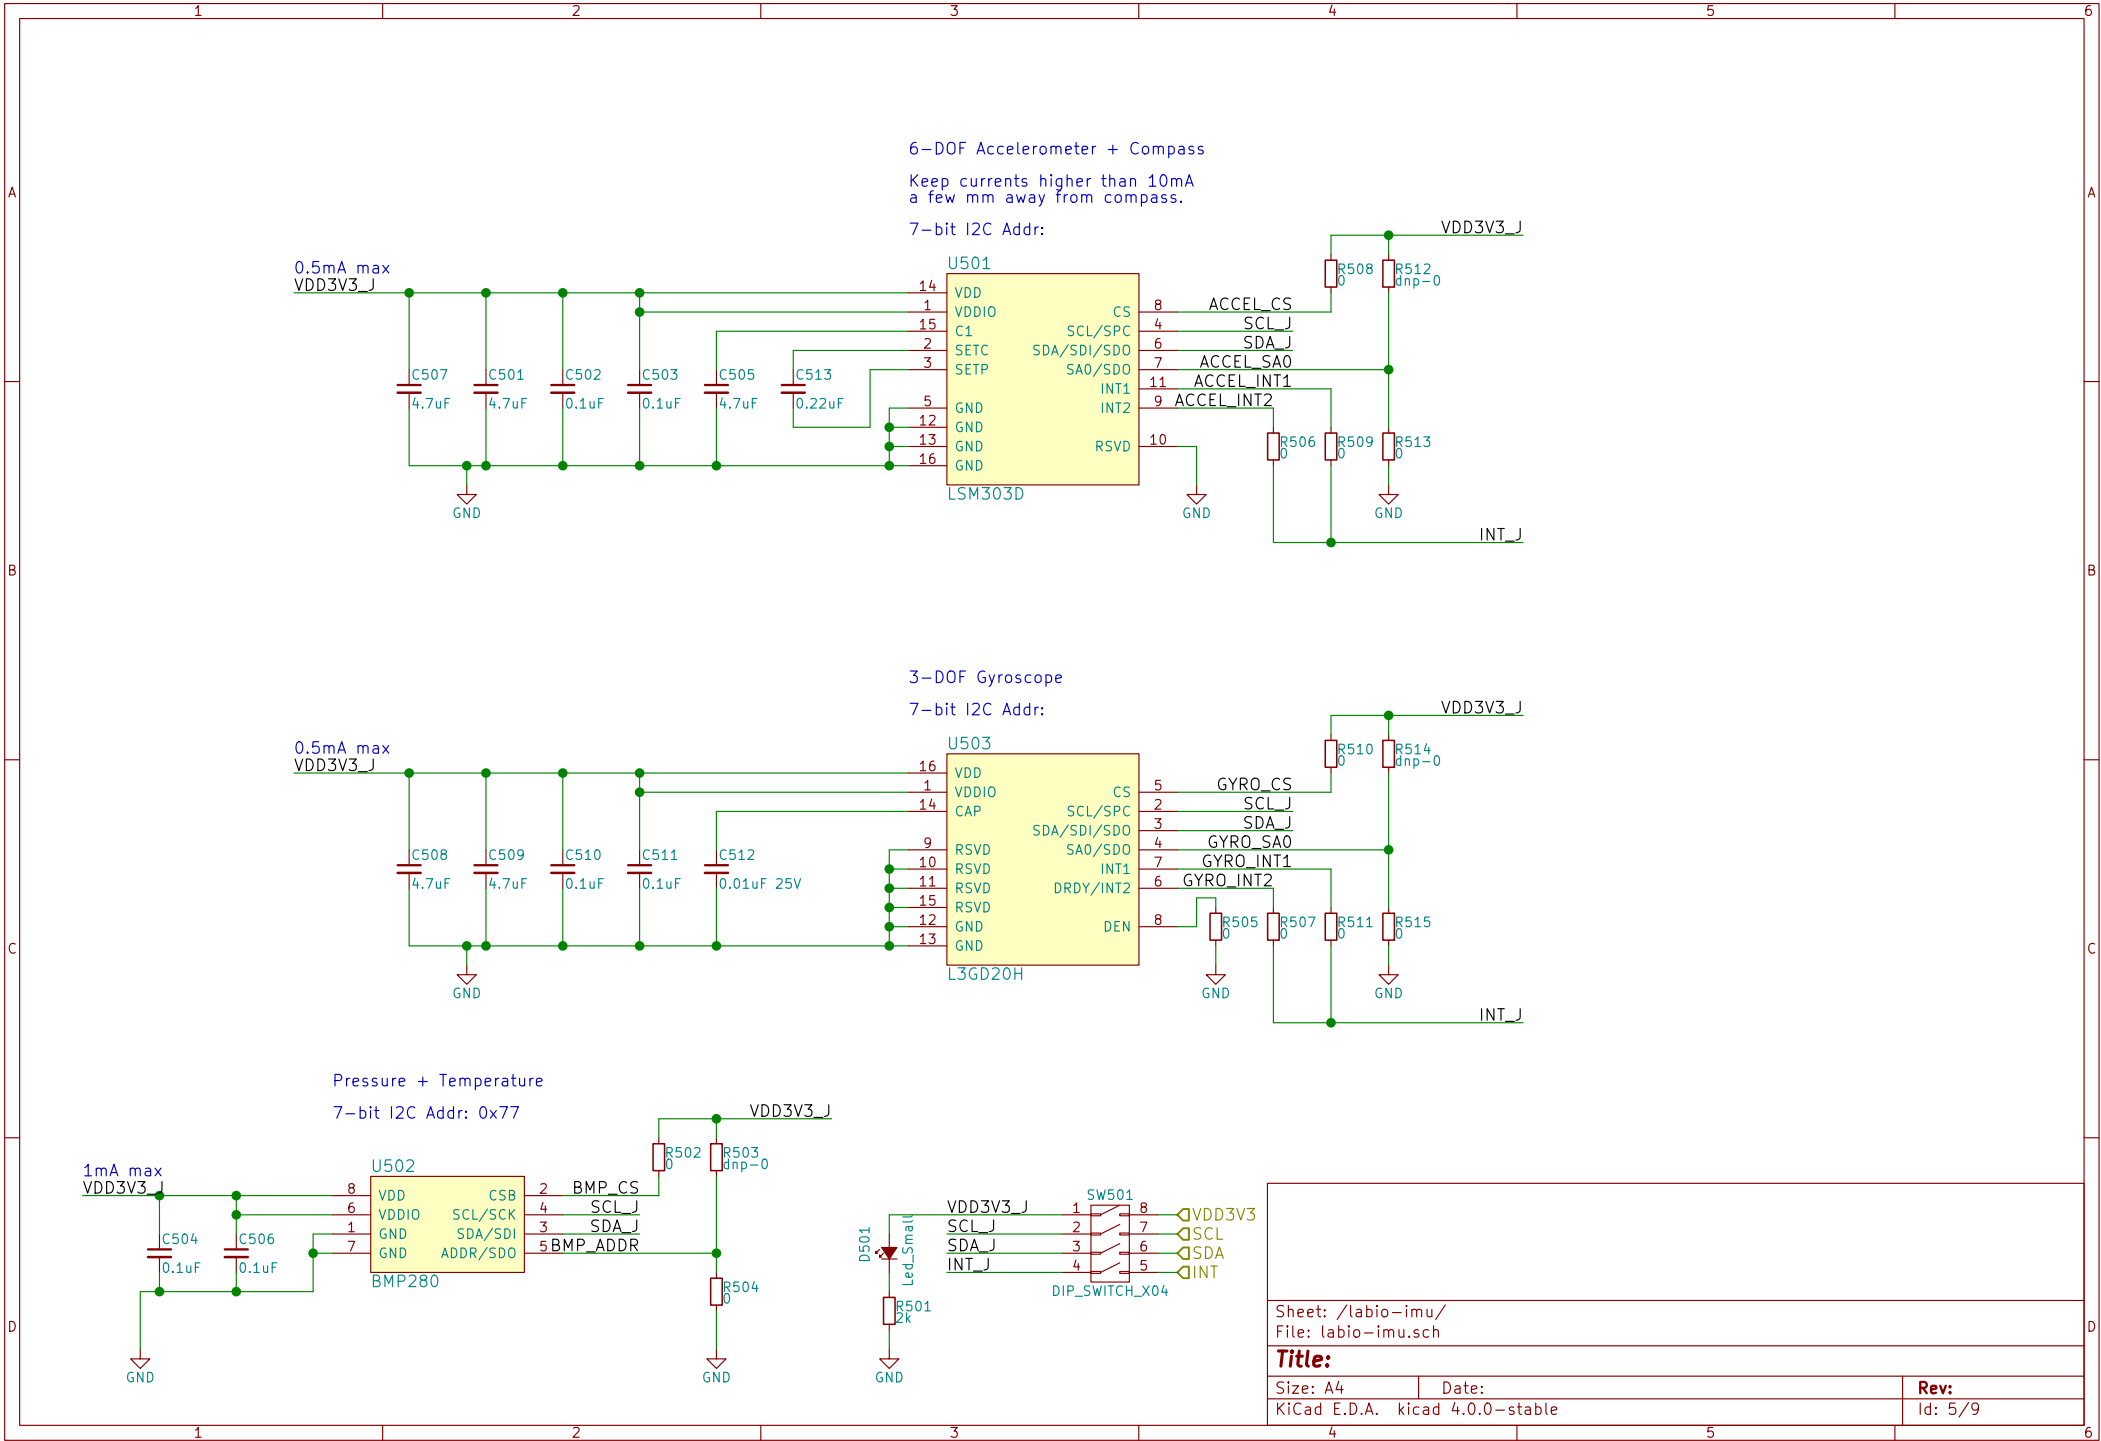 1 2 3 4 5 6
A A
B B
C C
D D
6-DOF Accelerometer + Compass
Keep currents higher than 10mA
a few mm away from compass.
7-bit I2C Addr:
0.5mA max
VDD3V3_J
C507
4.7uF
C501
4.7uF
C502
0.1uF
C503
0.1uF
C505
4.7uF
C513
0.22uF
GND
U501
14 VDD
1 VDDIO
15 C1
2 SETC
3 SETP
5 GND
12 GND
13 GND
16 GND
CS 8 ACCEL_CS
SCL/SPC 4 SCL_J
SDA/SDI/SDO 6 SDA_J
SA0/SDO 7 ACCEL_SA0
INT1 11 ACCEL_INT1
INT2 9 ACCEL_INT2
RSVD 10
LSM303D
VDD3V3_J
R508
0
R512
dnp-0
R506
0
R509
0
R513
0
GND
GND
INT_J
3-DOF Gyroscope
7-bit I2C Addr:
0.5mA max
VDD3V3_J
C508
4.7uF
C509
4.7uF
C510
0.1uF
C511
0.1uF
C512
0.01uF 25V
GND
U503
16 VDD
1 VDDIO
14 CAP
9 RSVD
10 RSVD
11 RSVD
15 RSVD
12 GND
13 GND
CS 5 GYRO_CS
SCL/SPC 2 SCL_J
SDA/SDI/SDO 3 SDA_J
SA0/SDO 4 GYRO_SA0
INT1 7 GYRO_INT1
DRDY/INT2 6 GYRO_INT2
DEN 8
L3GD20H
VDD3V3_J
R510
0
R514
dnp-0
R505
0
R507
0
R511
0
R515
0
GND
GND
INT_J
Pressure + Temperature
7-bit I2C Addr: 0x77
1mA max
VDD3V3_J
C504
0.1uF
C506
0.1uF
GND
U502
8 VDD
6 VDDIO
1 GND
7 GND
CSB 2 BMP_CS
SCL/SCK 4 SCL_J
SDA/SDI 3 SDA_J
ADDR/SDO 5 BMP_ADDR
BMP280
VDD3V3_J
R502
0
R503
dnp-0
R504
0
GND
D501
Led_Small
R501
2k
GND
SW501
VDD3V3_J 1 8 VDD3V3
SCL_J 2 7 SCL
SDA_J 3 6 SDA
INT_J 4 5 INT
DIP_SWITCH_X04
Sheet: /labio-imu/
File: labio-imu.sch
Title:
Size: A4 Date: Rev:
KiCad E.D.A. kicad 4.0.0-stable Id: 5/9
1 2 3 4 5 6